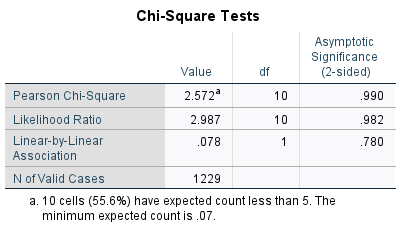 Chi-Square Tests
Asymptotic
Significance
Value df (2-sided)
Pearson Chi-Square 2.572a 10 .990
Likelihood Ratio 2.987 10 .982
Linear-by-Linear .078 1 .780
Association
N of Valid Cases 1229
a. 10 cells (55.6%) have expected count less than 5. The
minimum expected count is .07.